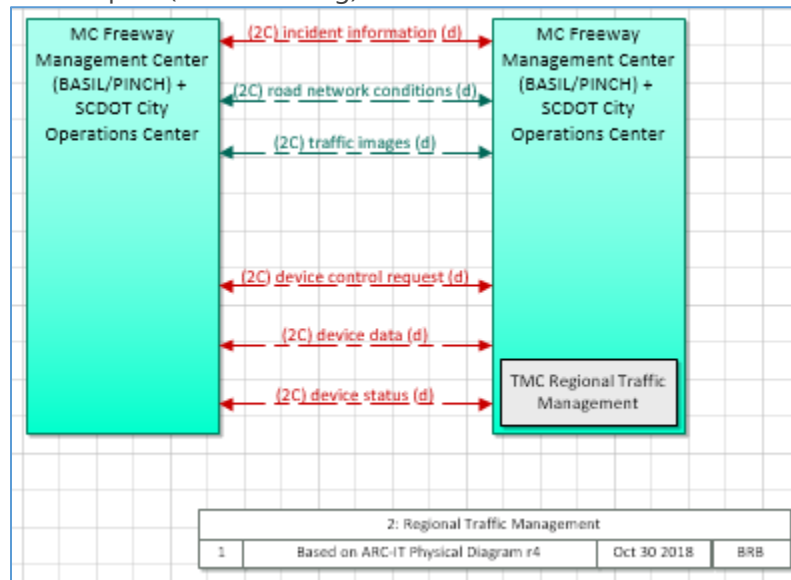 MC Freeway
Management Center
(BASIL/PINCH) +
SCDOT City
Operations Center
MC Freeway
Management Center
(BASIL/PINCH) +
SCDOT City
Operations Center
(2C) incident information (d)
(2C) road network conditions (d)
(2C) traffic images (d)
(2C) device control request (d)
(2C) device data (d)
(2C) device status (d)
TMC Regional Traffic
Management
2: Regional Traffic Management
1 Based on ARC-IT Physical Diagram r4 Oct 30 2018 BRB